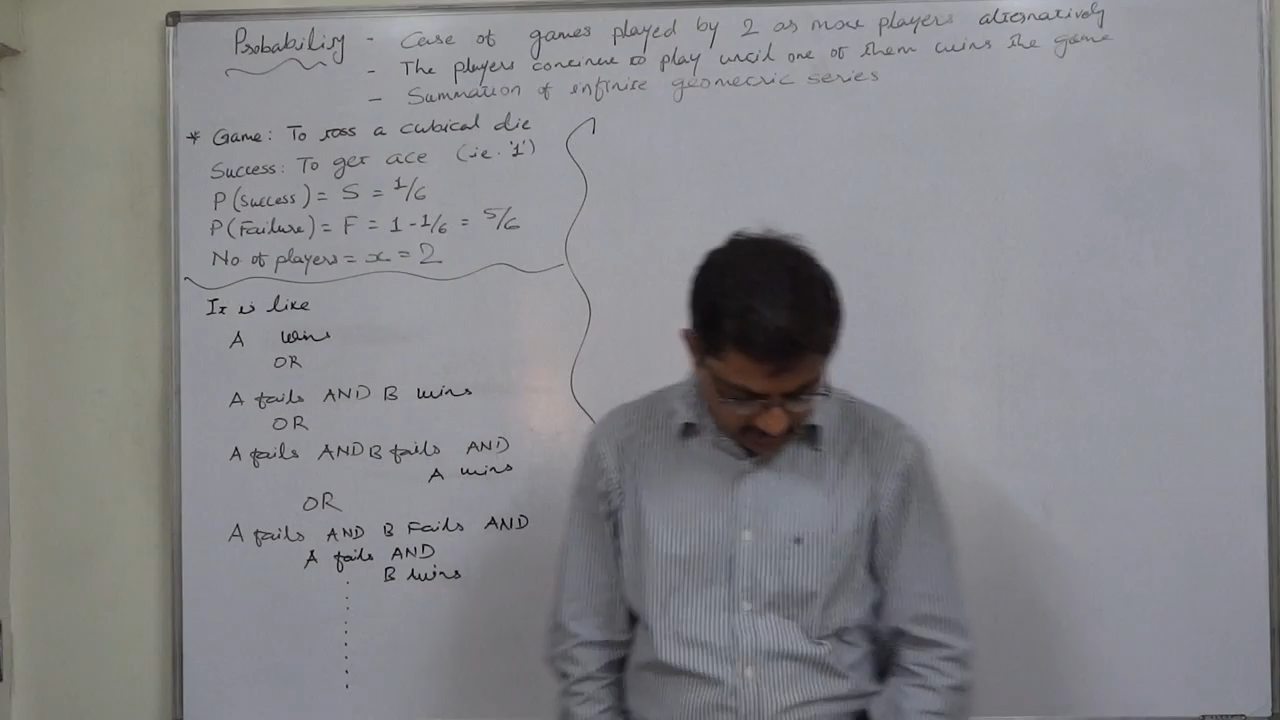 Probability - Case of games played by 2 or more players alternatively
- The players continue to play until one of them wins the game
- Summation of infinite geometric series
* Game: To toss a cubical die
Success: To get ace (ie. '1')
P(success) = S = 1/6
P(Failure) = F = 1 - 1/6 = 5/6
No of players = x = 2
It is like
A wins
OR
A fails AND B wins
OR
A fails AND B fails AND
A wins
OR
A fails AND B Fails AND
A fails AND
B wins